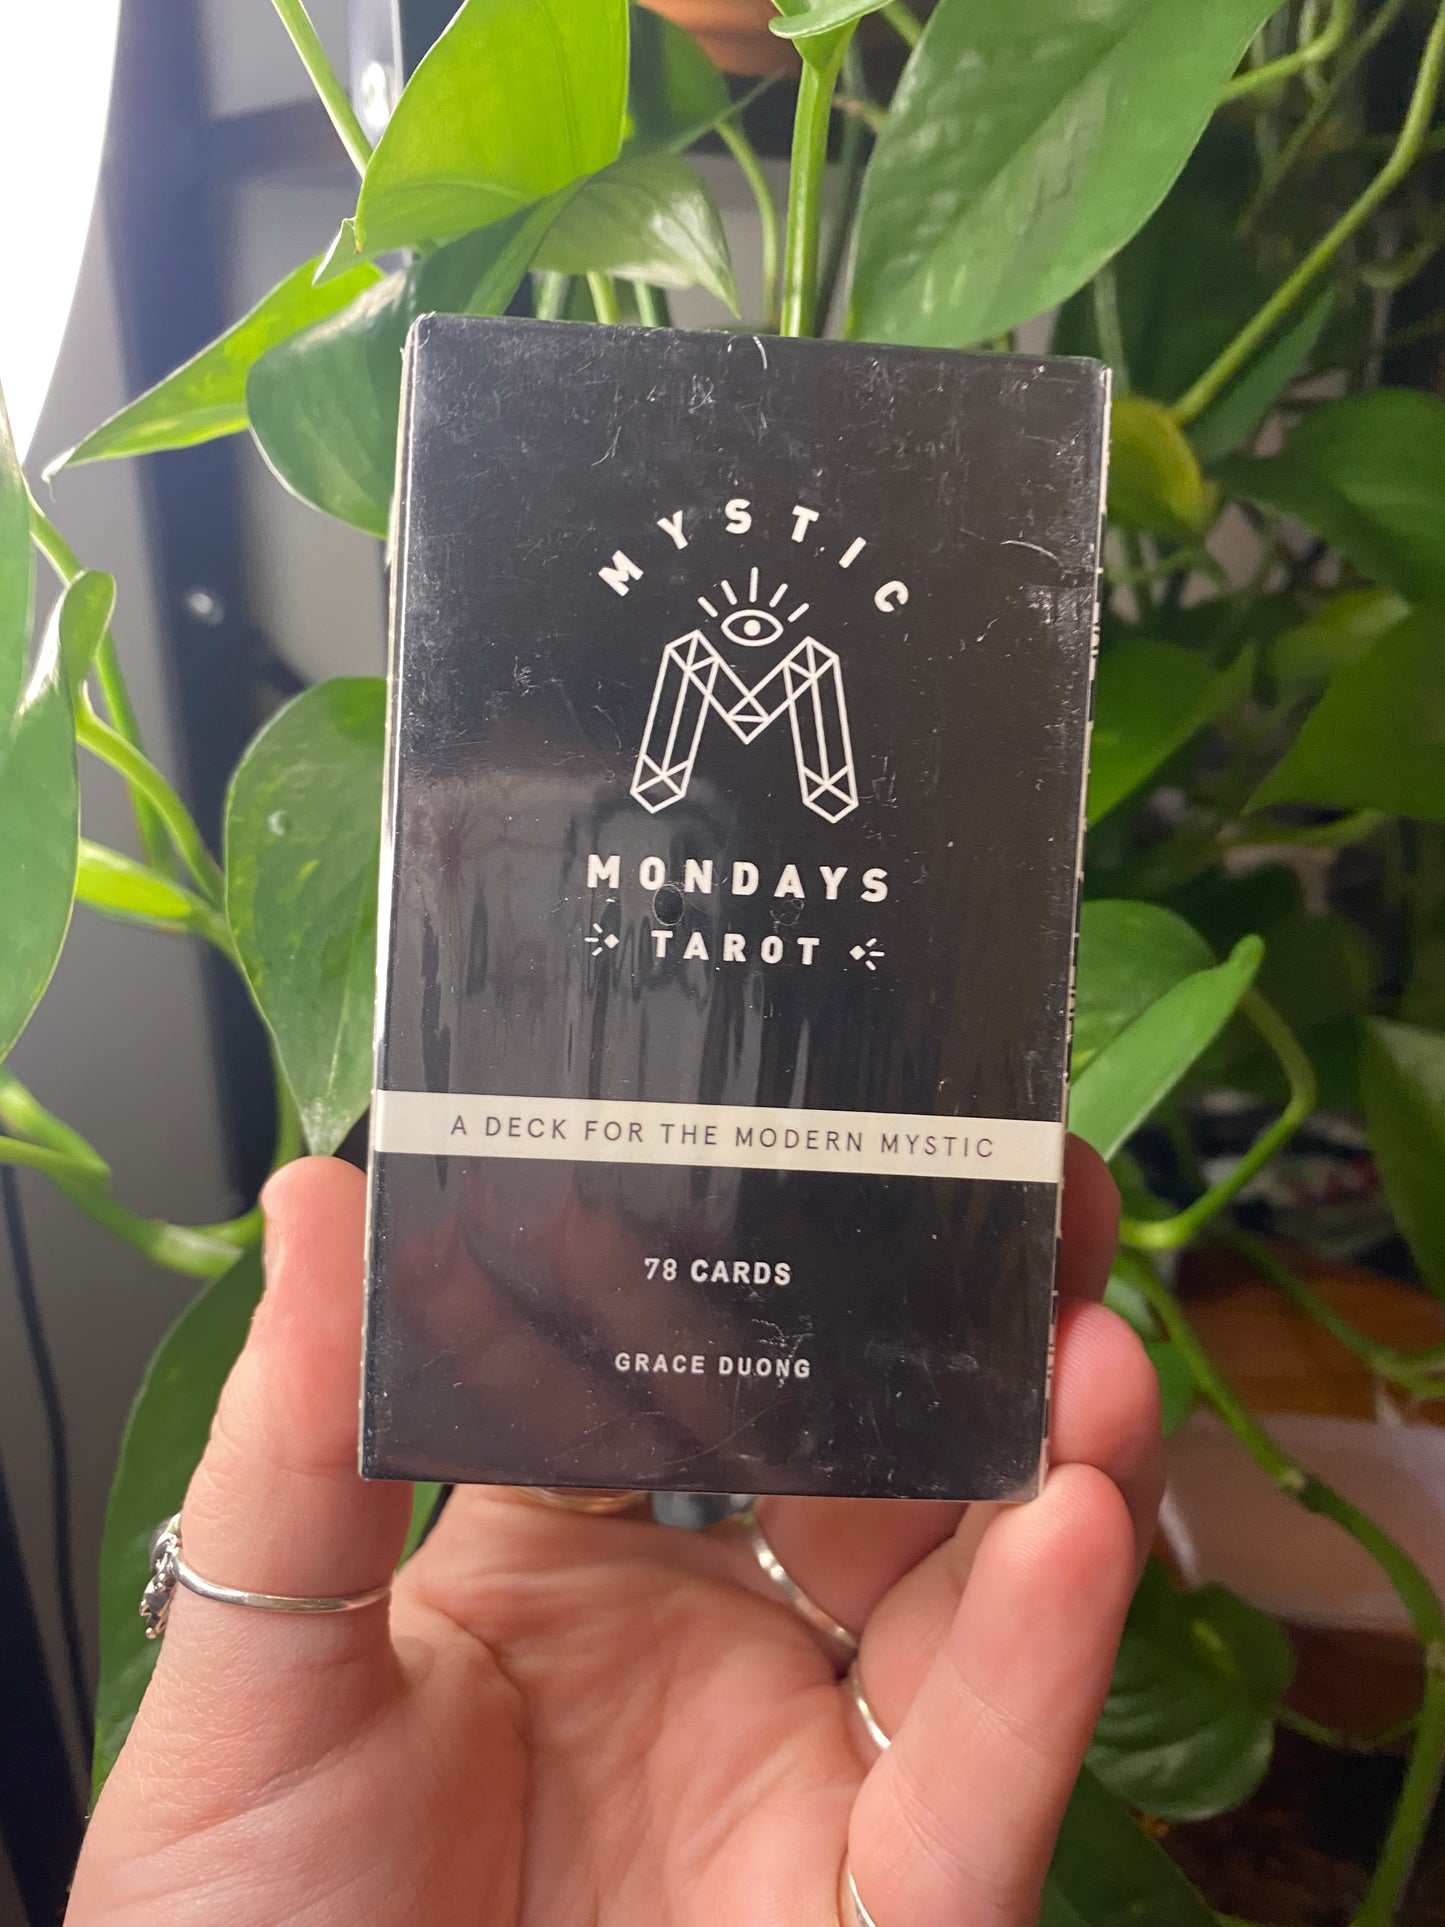 MYSTIC
MONDAYS
TAROT
A DECK FOR THE MODERN MYSTIC
78 CARDS
GRACE DUONG